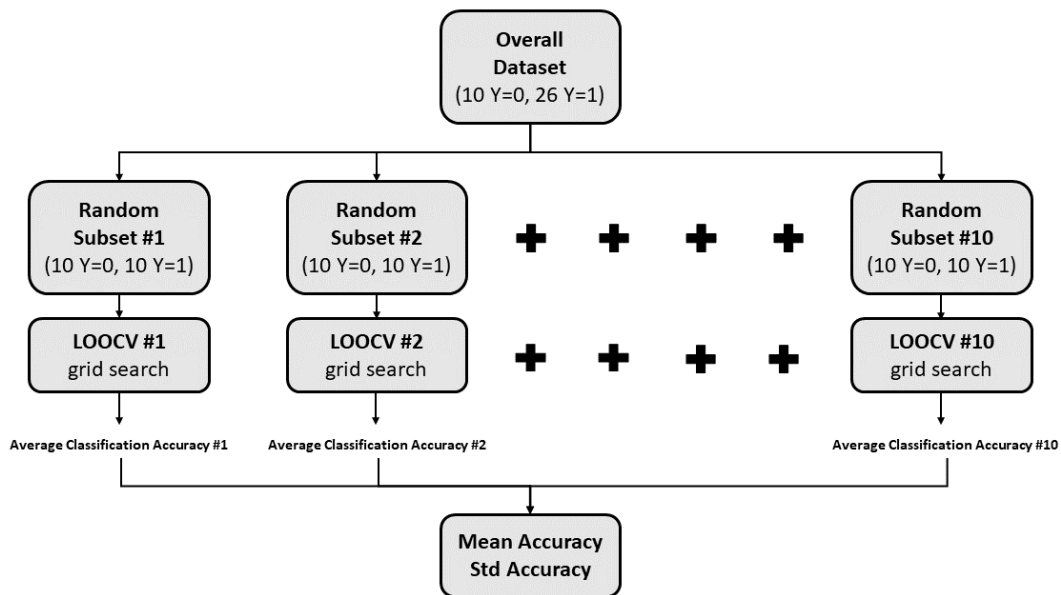 Overall
Dataset
(10 Y=0, 26 Y=1)
Random
Subset #1
(10 Y=0, 10 Y=1)
Random
Subset #2
(10 Y=0, 10 Y=1)
Random
Subset #10
(10 Y=0, 10 Y=1)
LOOCV #1
grid search
LOOCV #2
grid search
LOOCV #10
grid search
Average Classification Accuracy #1
Average Classification Accuracy #2
Average Classification Accuracy #10
Mean Accuracy
Std Accuracy